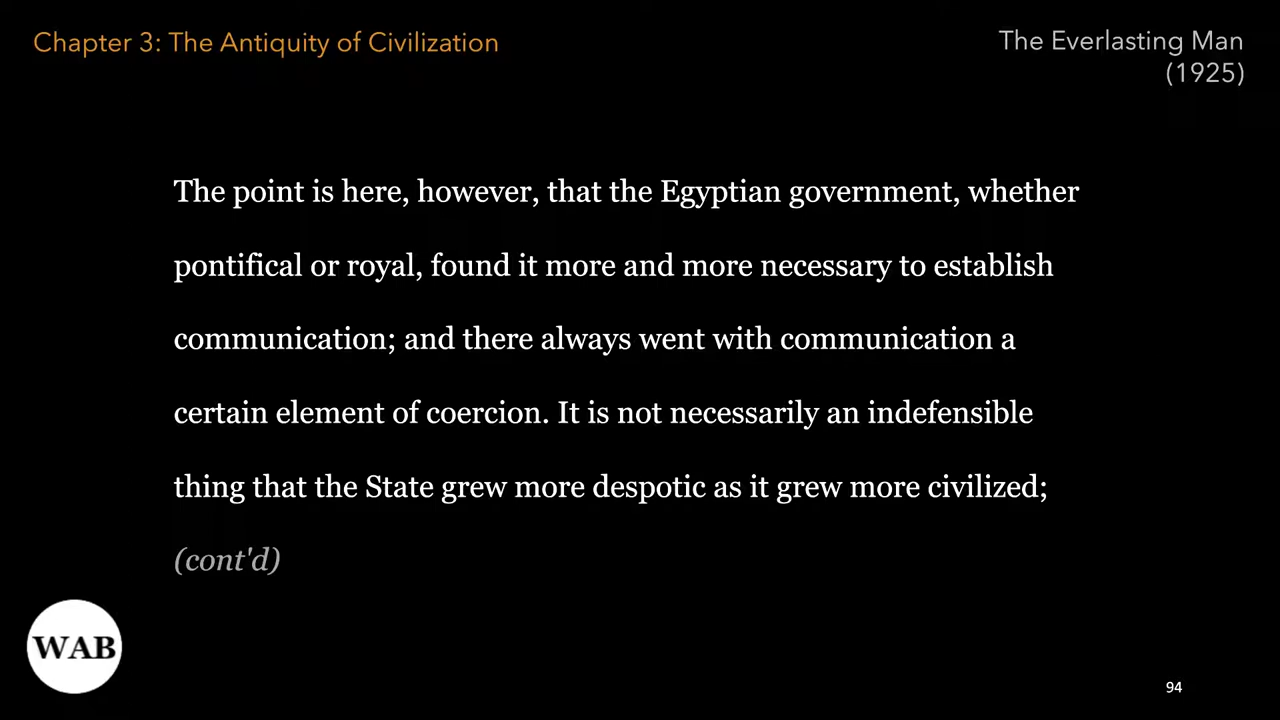 Chapter 3: The Antiquity of Civilization
The Everlasting Man
(1925)
The point is here, however, that the Egyptian government, whether
pontifical or royal, found it more and more necessary to establish
communication; and there always went with communication a
certain element of coercion. It is not necessarily an indefensible
thing that the State grew more despotic as it grew more civilized;
(cont'd)
WAB
94